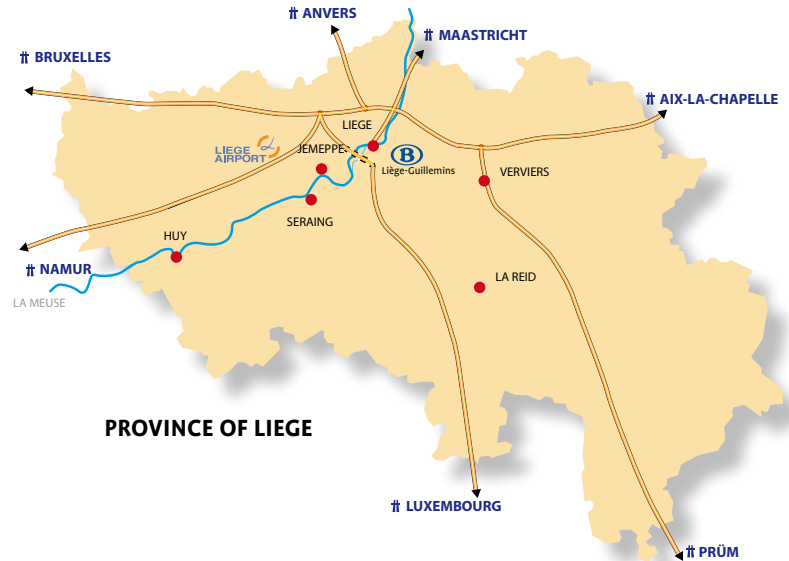 ANVERS
MAASTRICHT
BRUXELLES
AIX-LA-CHAPELLE
LIEGE
LIEGE
AIRPORT
JEMEPPE
B
Liège-Guillemins
VERVIERS
SERAING
HUY
NAMUR
LA REID
LA MEUSE
PROVINCE OF LIEGE
LUXEMBOURG
PRÜM